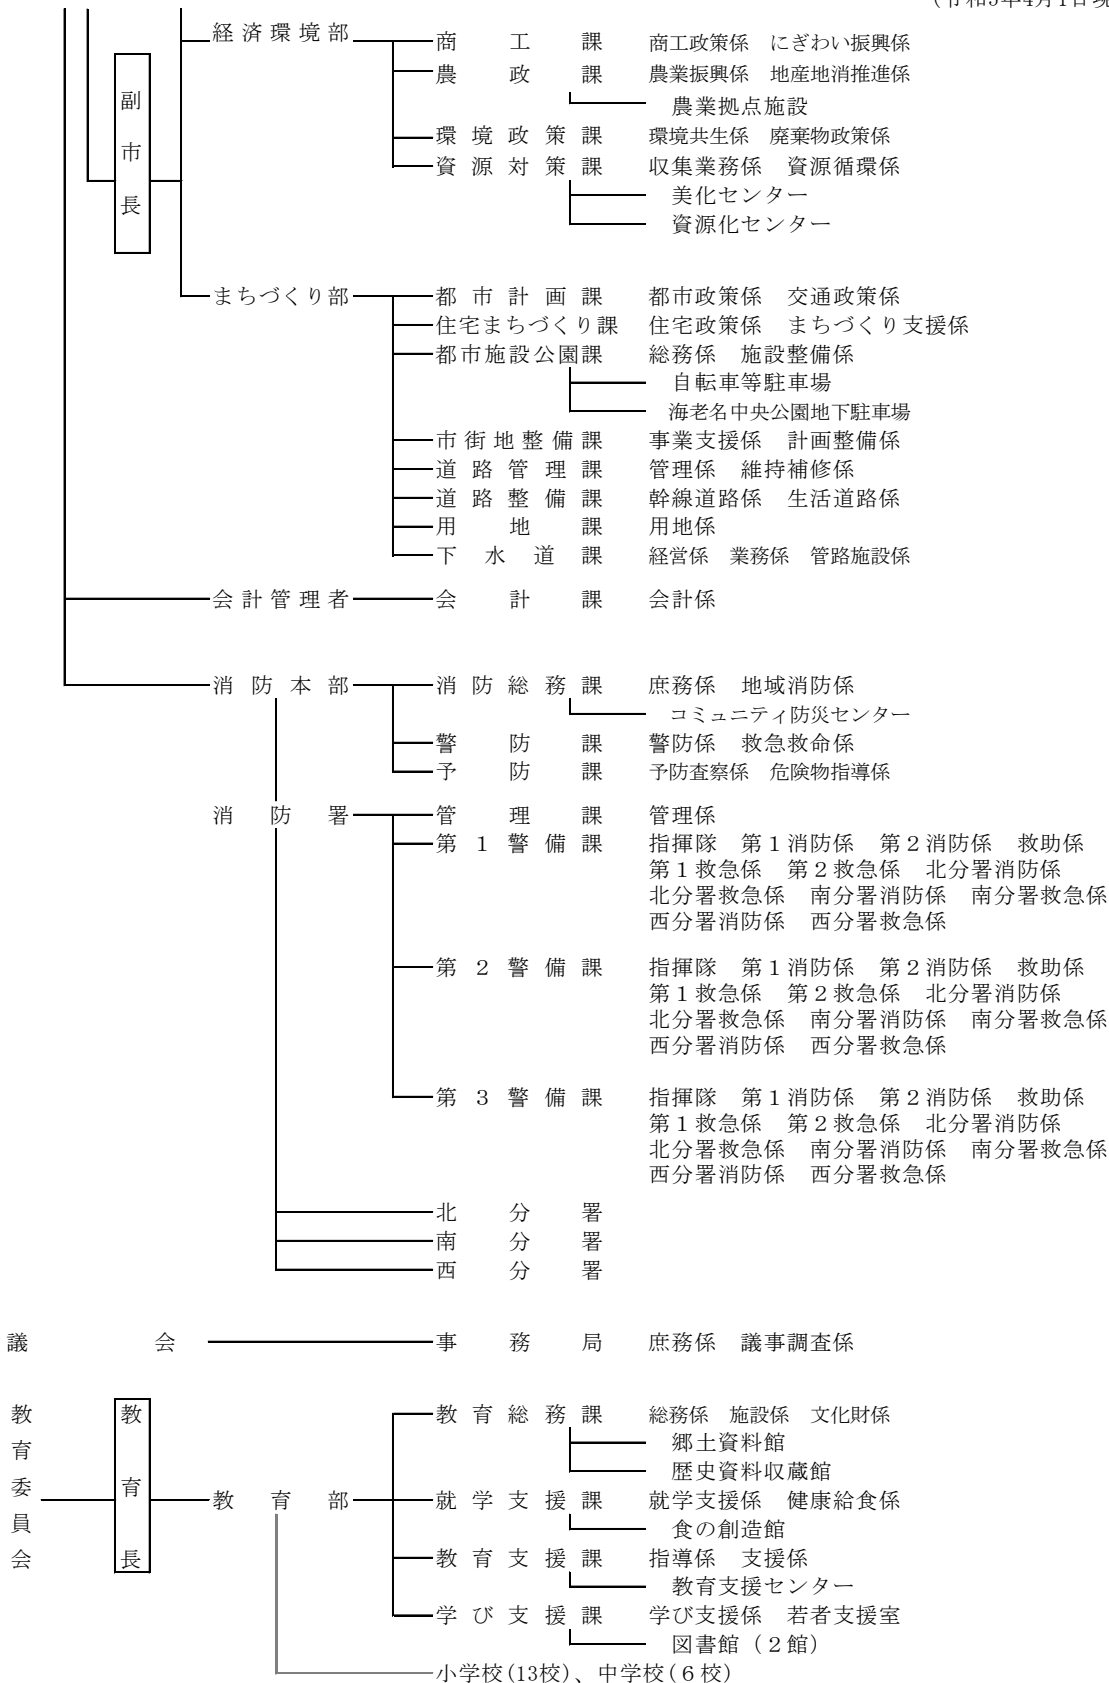 (令和5年4月1日現
経済環境部 商工課 商工政策係 にぎわい振興係
農政課 農業振興係 地産地消推進係
農業拠点施設
環境政策課 環境共生係 廃棄物政策係
資源対策課 収集業務係 資源循環係
美化センター
資源化センター
副市長
まちづくり部 都市計画課 都市政策係 交通政策係
住宅まちづくり課 住宅政策係 まちづくり支援係
都市施設公園課 総務係 施設整備係
自転車等駐車場
海老名中央公園地下駐車場
市街地整備課 事業支援係 計画整備係
道路管理課 管理係 維持補修係
道路整備課 幹線道路係 生活道路係
用地課 用地係
下水道課 経営係 業務係 管路施設係
会計管理者 会計課 会計係
消防本部 消防総務課 庶務係 地域消防係
コミュニティ防災センター
警防課 警防係 救急救命係
予防課 予防査察係 危険物指導係
消防署 管理課 管理係
第1警備課 指揮隊 第1消防係 第2消防係 救助係
第1救急係 第2救急係 北分署消防係
北分署救急係 南分署消防係 南分署救急係
西分署消防係 西分署救急係
第2警備課 指揮隊 第1消防係 第2消防係 救助係
第1救急係 第2救急係 北分署消防係
北分署救急係 南分署消防係 南分署救急係
西分署消防係 西分署救急係
第3警備課 指揮隊 第1消防係 第2消防係 救助係
第1救急係 第2救急係 北分署消防係
北分署救急係 南分署消防係 南分署救急係
西分署消防係 西分署救急係
北分署
南分署
西分署
議会 事務局 庶務係 議事調査係
教育委員会
教育長
教育総務課 総務係 施設係 文化財係
郷土資料館
歴史資料収蔵館
教育部 就学支援課 就学支援係 健康給食係
食の創造館
教育支援課 指導係 支援係
教育支援センター
学び支援課 学び支援係 若者支援室
図書館(2館)
小学校(13校)、中学校(6校)